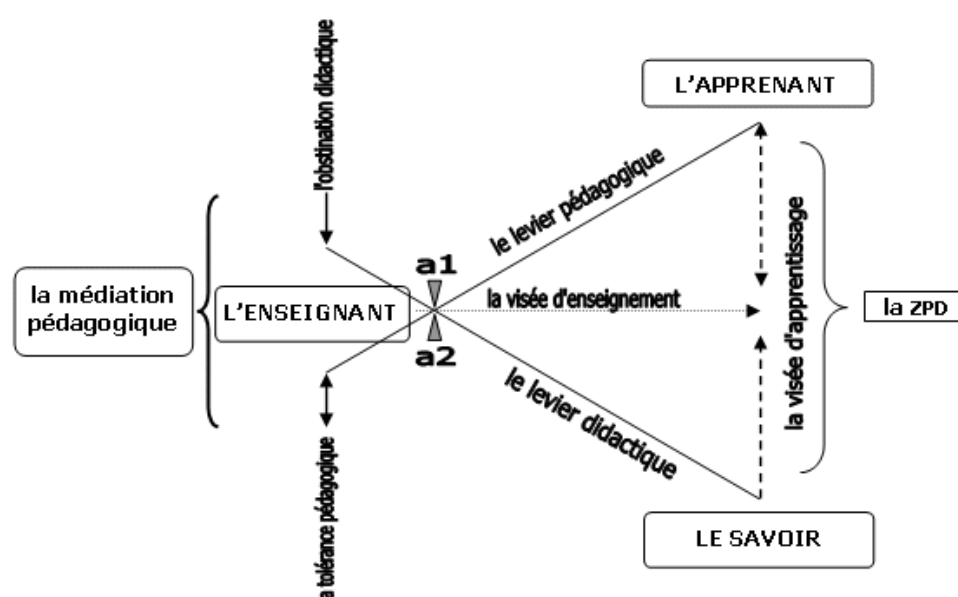 l'obstination didactique
L'APPRENANT
le levier pédagogique
a1
la médiation
pédagogique
L'ENSEIGNANT
la visée d'enseignement
la visée d'apprentissage
la ZPD
a2
le levier didactique
a tolérance pédagogique
LE SAVOIR